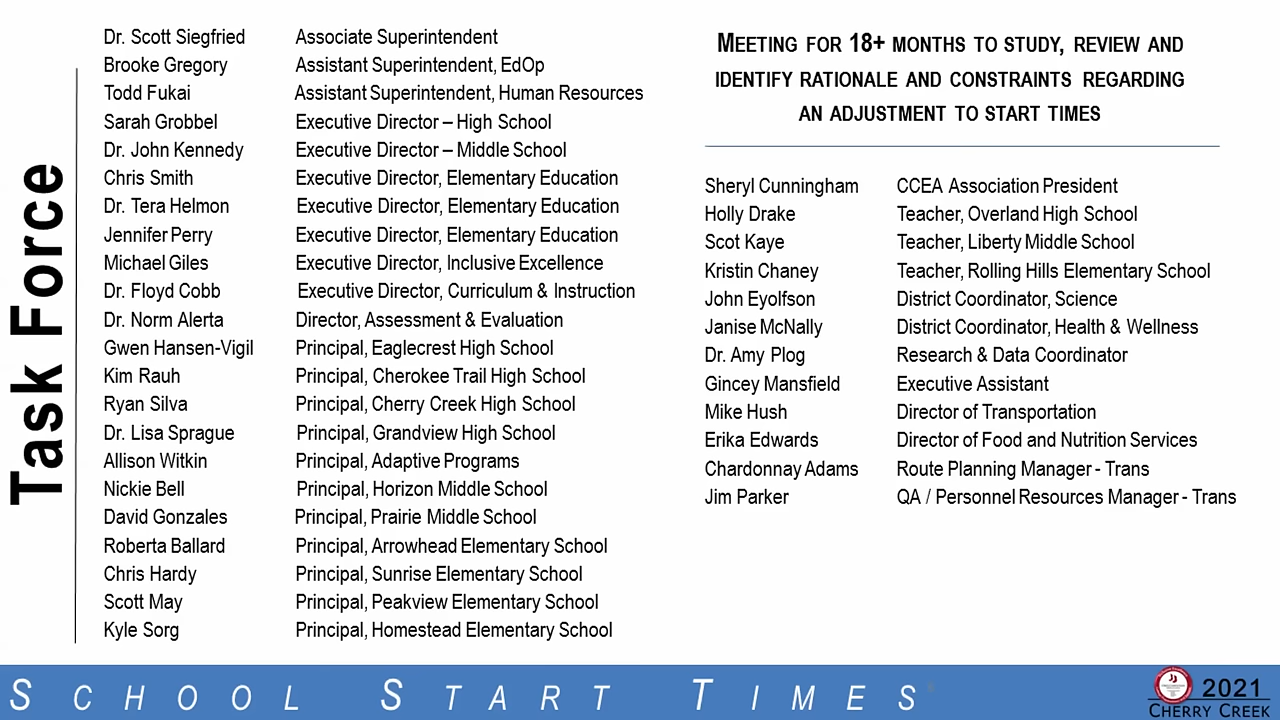 Task Force
Dr. Scott Siegfried Associate Superintendent
Brooke Gregory Assistant Superintendent, EdOp
Todd Fukai Assistant Superintendent, Human Resources
Sarah Grobbel Executive Director – High School
Dr. John Kennedy Executive Director – Middle School
Chris Smith Executive Director, Elementary Education
Dr. Tera Helmon Executive Director, Elementary Education
Jennifer Perry Executive Director, Elementary Education
Michael Giles Executive Director, Inclusive Excellence
Dr. Floyd Cobb Executive Director, Curriculum & Instruction
Dr. Norm Alerta Director, Assessment & Evaluation
Gwen Hansen-Vigil Principal, Eaglecrest High School
Kim Rauh Principal, Cherokee Trail High School
Ryan Silva Principal, Cherry Creek High School
Dr. Lisa Sprague Principal, Grandview High School
Allison Witkin Principal, Adaptive Programs
Nickie Bell Principal, Horizon Middle School
David Gonzales Principal, Prairie Middle School
Roberta Ballard Principal, Arrowhead Elementary School
Chris Hardy Principal, Sunrise Elementary School
Scott May Principal, Peakview Elementary School
Kyle Sorg Principal, Homestead Elementary School
MEETING FOR 18+ MONTHS TO STUDY, REVIEW AND
IDENTIFY RATIONALE AND CONSTRAINTS REGARDING
AN ADJUSTMENT TO START TIMES
Sheryl Cunningham CCEA Association President
Holly Drake Teacher, Overland High School
Scot Kaye Teacher, Liberty Middle School
Kristin Chaney Teacher, Rolling Hills Elementary School
John Eyolfson District Coordinator, Science
Janise McNally District Coordinator, Health & Wellness
Dr. Amy Plog Research & Data Coordinator
Gincey Mansfield Executive Assistant
Mike Hush Director of Transportation
Erika Edwards Director of Food and Nutrition Services
Chardonnay Adams Route Planning Manager - Trans
Jim Parker QA / Personnel Resources Manager - Trans
SCHOOL START TIMES
2021
CHERRY CREEK